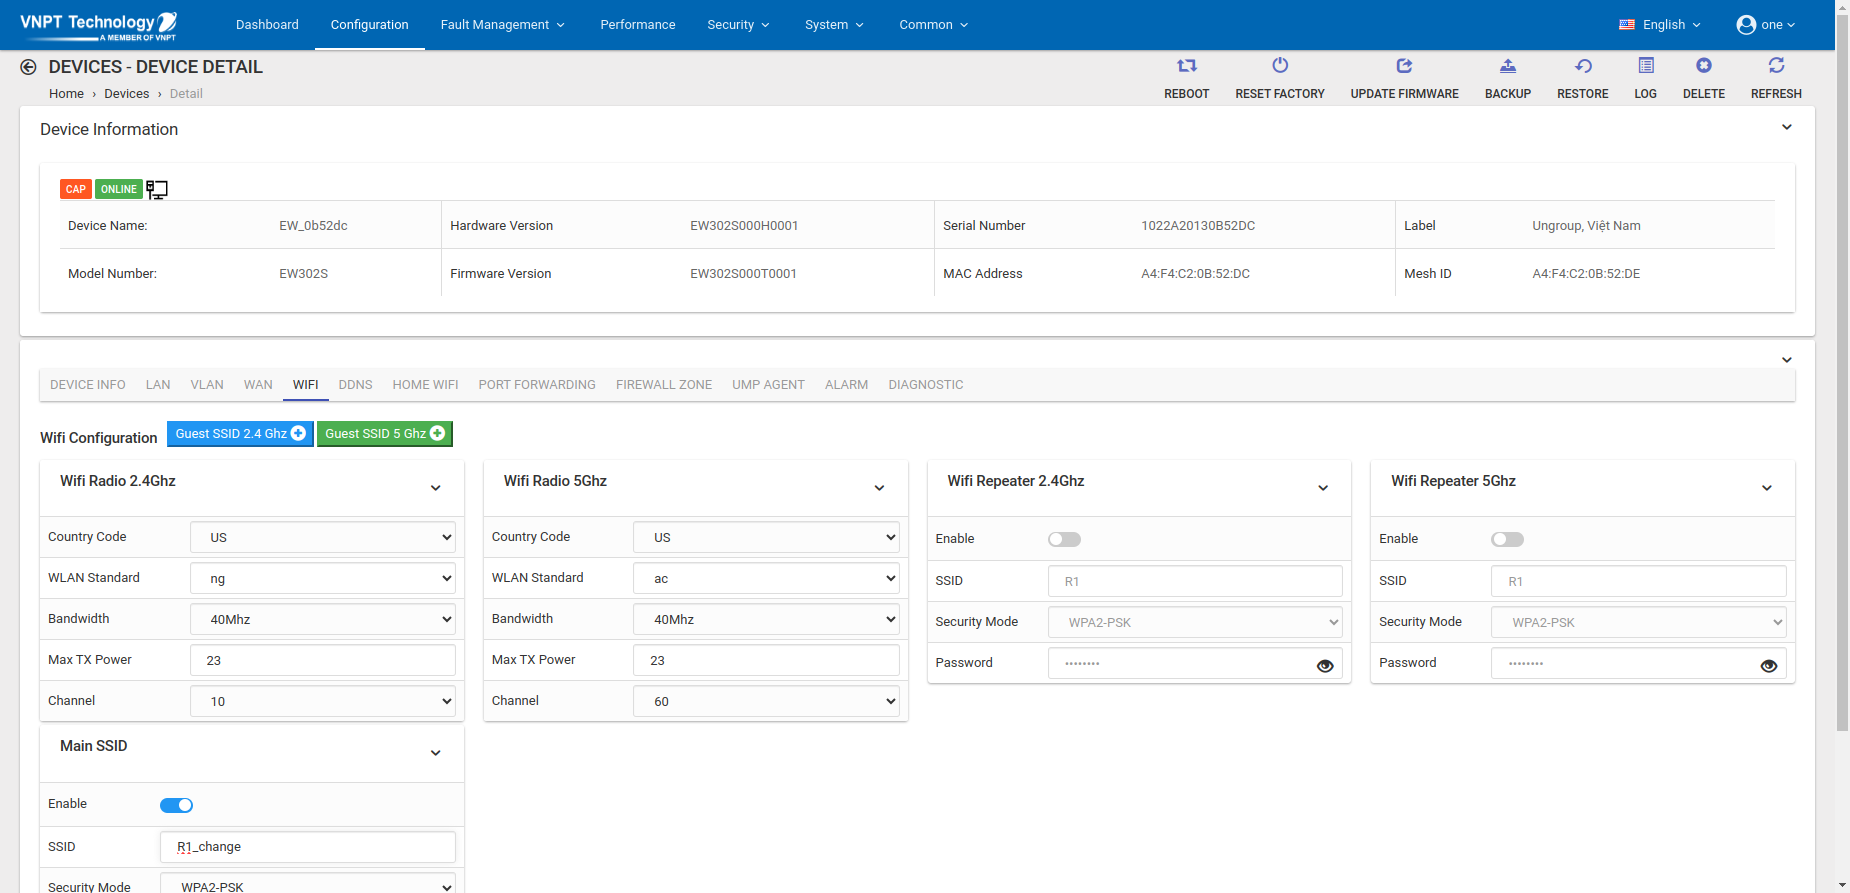 VNPT Technology
A MEMBER OF VNPT
Dashboard Configuration Fault Management Performance Security System Common English one
DEVICES - DEVICE DETAIL
Home › Devices › Detail
REBOOT RESET FACTORY UPDATE FIRMWARE BACKUP RESTORE LOG DELETE REFRESH
Device Information
CAP ONLINE
Device Name: EW_0b52dc Hardware Version EW302S000H0001 Serial Number 1022A20130B52DC Label Ungroup, Việt Nam
Model Number: EW302S Firmware Version EW302S000T0001 MAC Address A4:F4:C2:0B:52:DC Mesh ID A4:F4:C2:0B:52:DE
DEVICE INFO LAN VLAN WAN WIFI DDNS HOME WIFI PORT FORWARDING FIREWALL ZONE UMP AGENT ALARM DIAGNOSTIC
Wifi Configuration Guest SSID 2.4 Ghz Guest SSID 5 Ghz
Wifi Radio 2.4Ghz
Country Code US
WLAN Standard ng
Bandwidth 40Mhz
Max TX Power 23
Channel 10
Wifi Radio 5Ghz
Country Code US
WLAN Standard ac
Bandwidth 40Mhz
Max TX Power 23
Channel 60
Wifi Repeater 2.4Ghz
Enable
SSID R1
Security Mode WPA2-PSK
Password ••••••••
Wifi Repeater 5Ghz
Enable
SSID R1
Security Mode WPA2-PSK
Password ••••••••
Main SSID
Enable
SSID R1_change
Security Mode WPA2-PSK